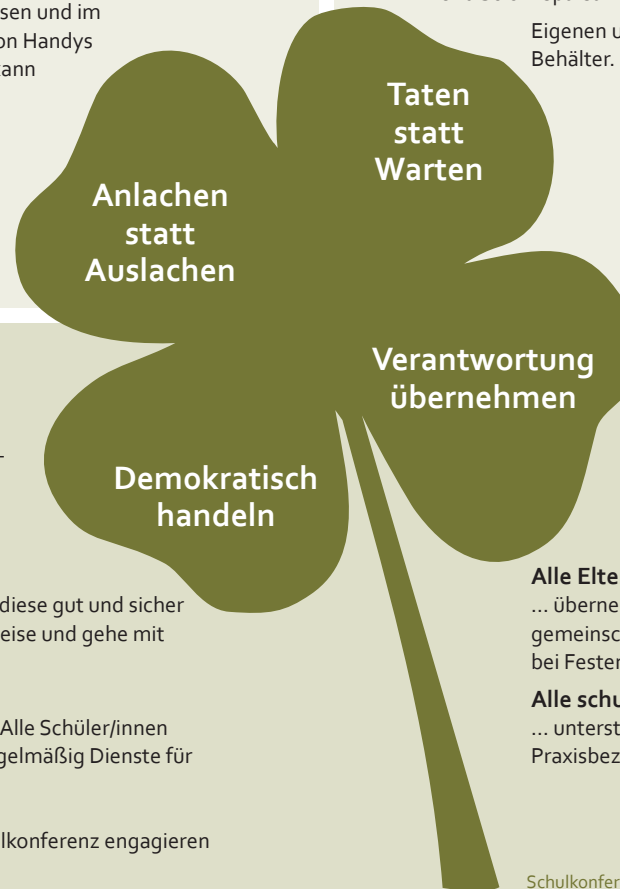 sen und im
on Handys
ann
Eigenen u
Behälter.
Taten
statt
Warten
Anlachen
statt
Auslachen
Verantwortung
übernehmen
Demokratisch
handeln
diese gut und sicher
eise und gehe mit
Alle Schüler/innen
gelmäßig Dienste für
lkonferenz engagieren
Alle Elte
... überne
gemeinsc
bei Fester
Alle schu
... unterst
Praxisbez
Schulkonfer